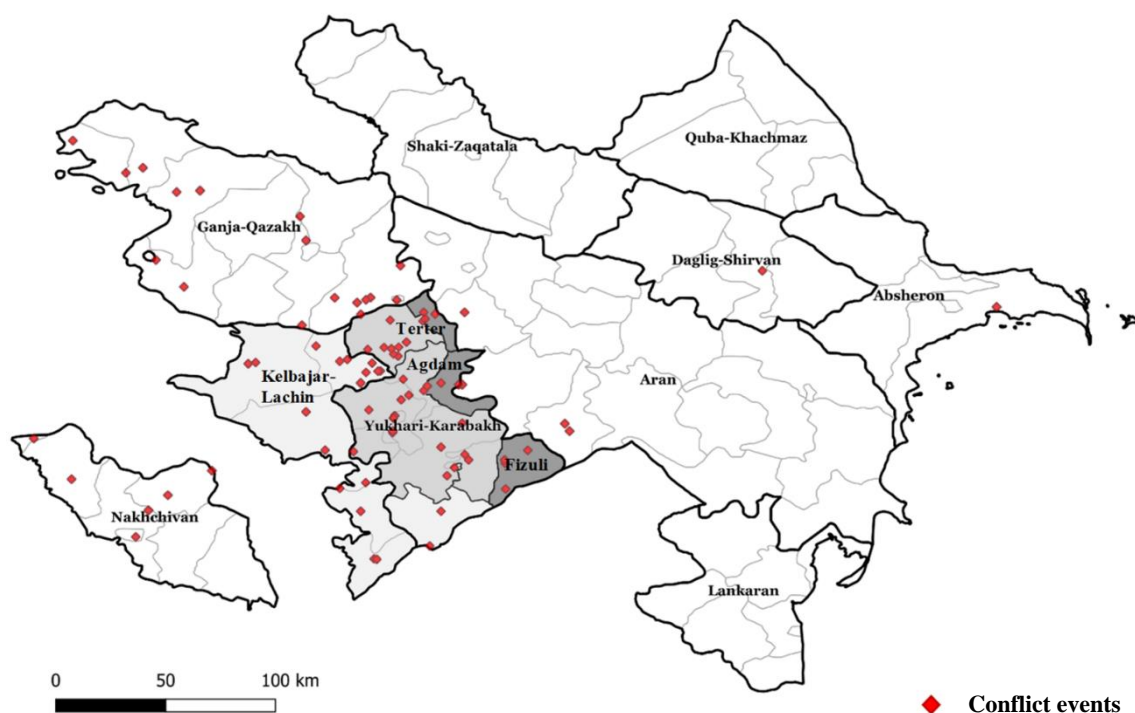 Quba-Khachmaz
Shaki-Zaqatala
Ganja-Qazakh
Daglig-Shirvan
Absheron
Terter
Agdam
Kelbajar-
Lachin
Aran
Yukhari-Karabakh
Fizuli
Nakhchivan
Lankaran
0 50 100 km
Conflict events